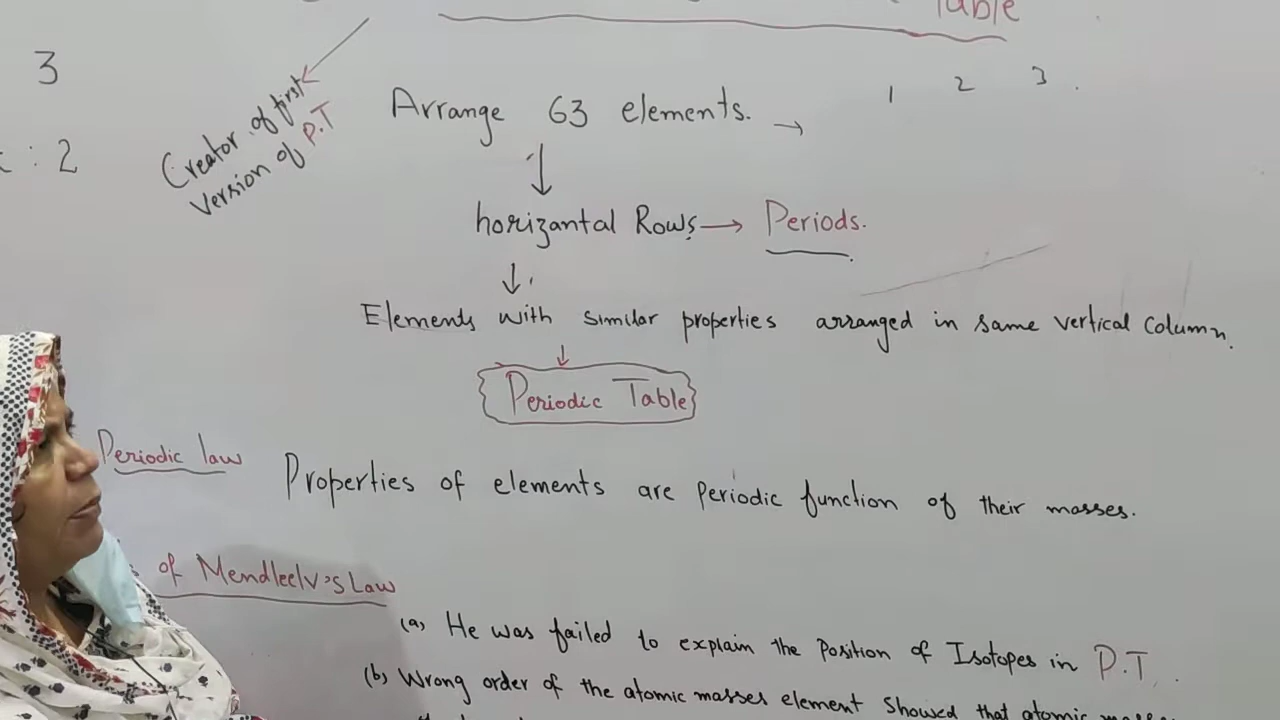 Table
3
1 2 3
Creator of first
Version of P.T
Arrange 63 elements.
: 2
horizantal Rows → Periods.
Elements with similar properties arranged in same vertical column.
Periodic Table
Periodic law Properties of elements are periodic function of their masses.
of Mendleelv's Law
(a) He was failed to explain the position of Isotopes in P.T.
(b) Wrong order of the atomic masses element showed that atomic